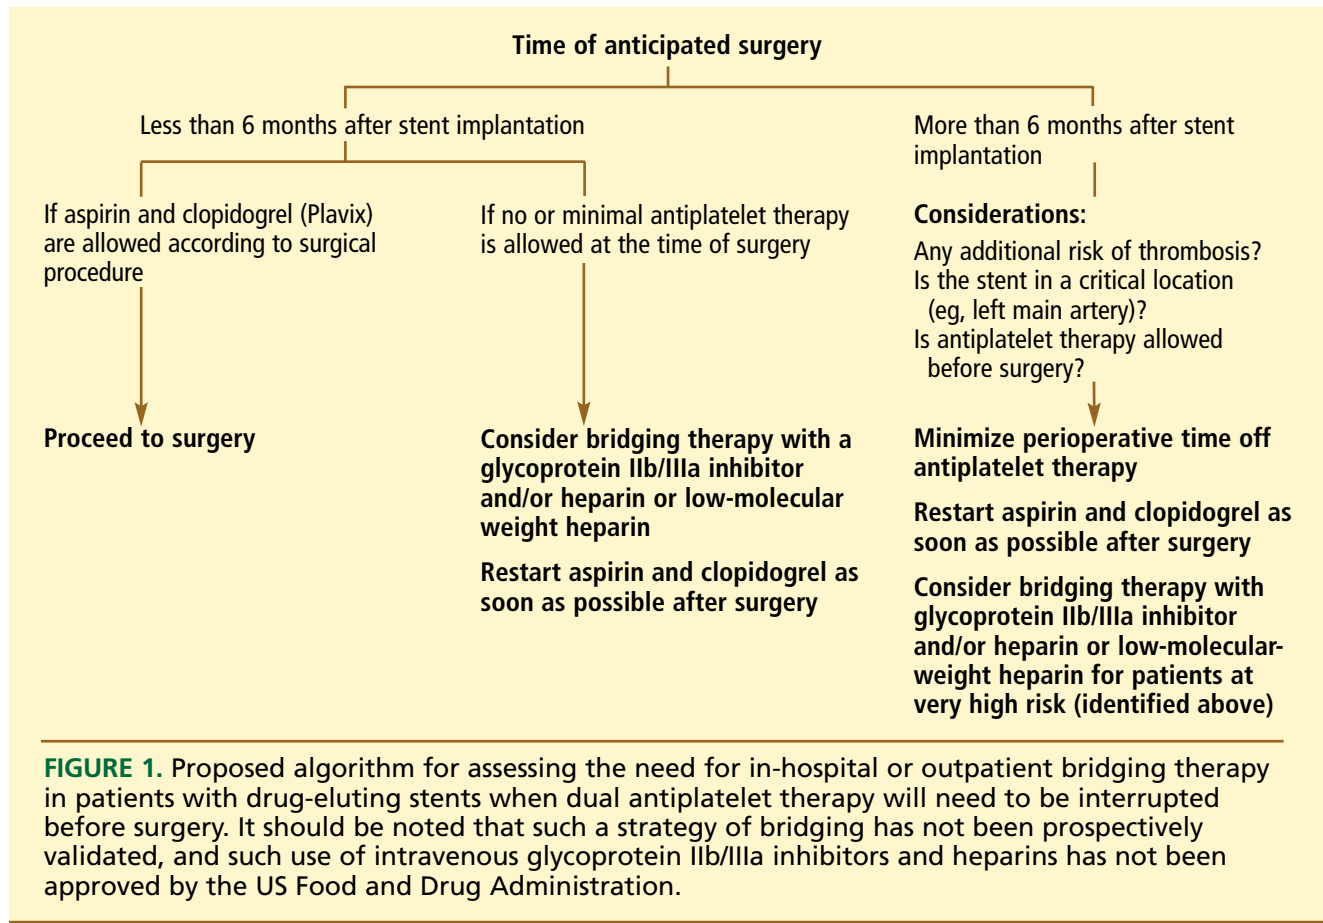 Time of anticipated surgery
Less than 6 months after stent implantation
If aspirin and clopidogrel (Plavix)
are allowed according to surgical
procedure
Proceed to surgery
If no or minimal antiplatelet therapy
is allowed at the time of surgery
Consider bridging therapy with a
glycoprotein IIb/IIIa inhibitor
and/or heparin or low-molecular
weight heparin
Restart aspirin and clopidogrel as
soon as possible after surgery
More than 6 months after stent
implantation
Considerations:
Any additional risk of thrombosis?
Is the stent in a critical location
(eg, left main artery)?
Is antiplatelet therapy allowed
before surgery?
Minimize perioperative time off
antiplatelet therapy
Restart aspirin and clopidogrel as
soon as possible after surgery
Consider bridging therapy with
glycoprotein IIb/IIIa inhibitor
and/or heparin or low-molecular-
weight heparin for patients at
very high risk (identified above)
FIGURE 1. Proposed algorithm for assessing the need for in-hospital or outpatient bridging therapy
in patients with drug-eluting stents when dual antiplatelet therapy will need to be interrupted
before surgery. It should be noted that such a strategy of bridging has not been prospectively
validated, and such use of intravenous glycoprotein IIb/IIIa inhibitors and heparins has not been
approved by the US Food and Drug Administration.